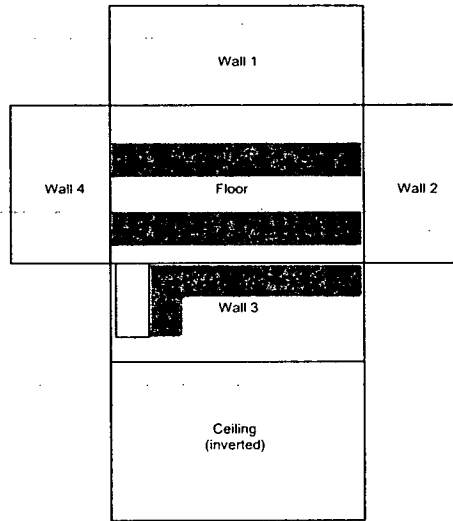 Wall 1
Wall 4
Floor
Wall 2
Wall 3
Ceiling
(inverted)